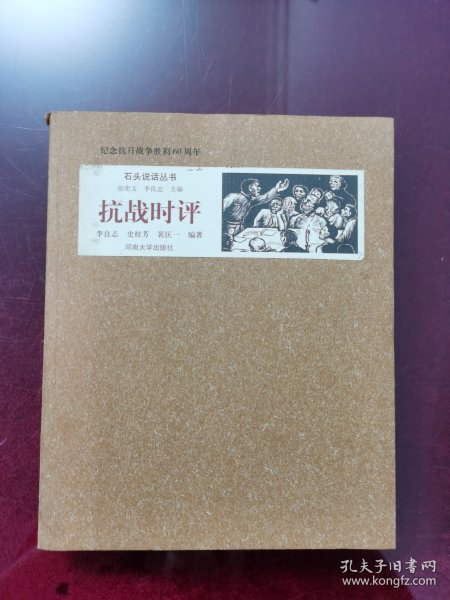 纪念抗日战争胜利60周年
石头说话丛书
张宪文 李良志 主编
抗战时评
李良志 史桂芳 裴匡一 编著
河南大学出版社
孔夫子旧书网
www.kongfz.com